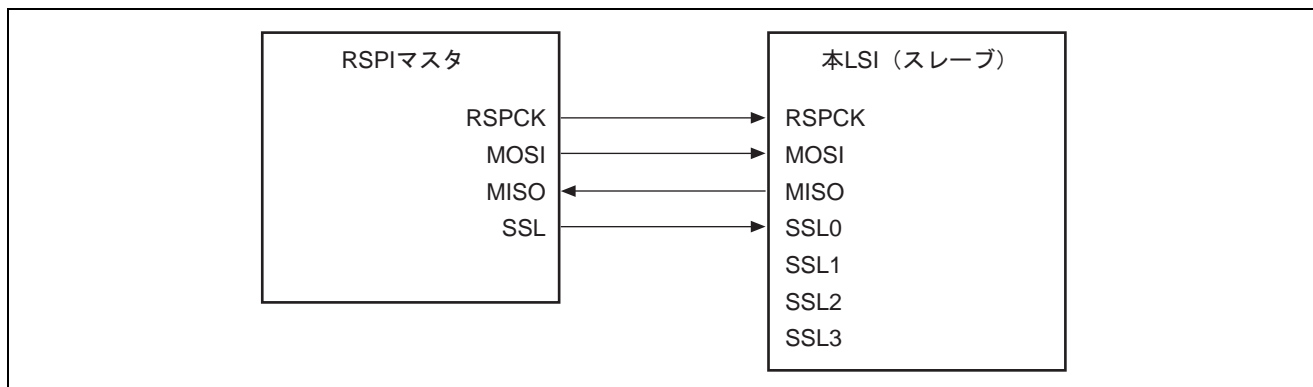 RSPIマスタ
RSPCK
MOSI
MISO
SSL
本LSI（スレーブ）
RSPCK
MOSI
MISO
SSL0
SSL1
SSL2
SSL3